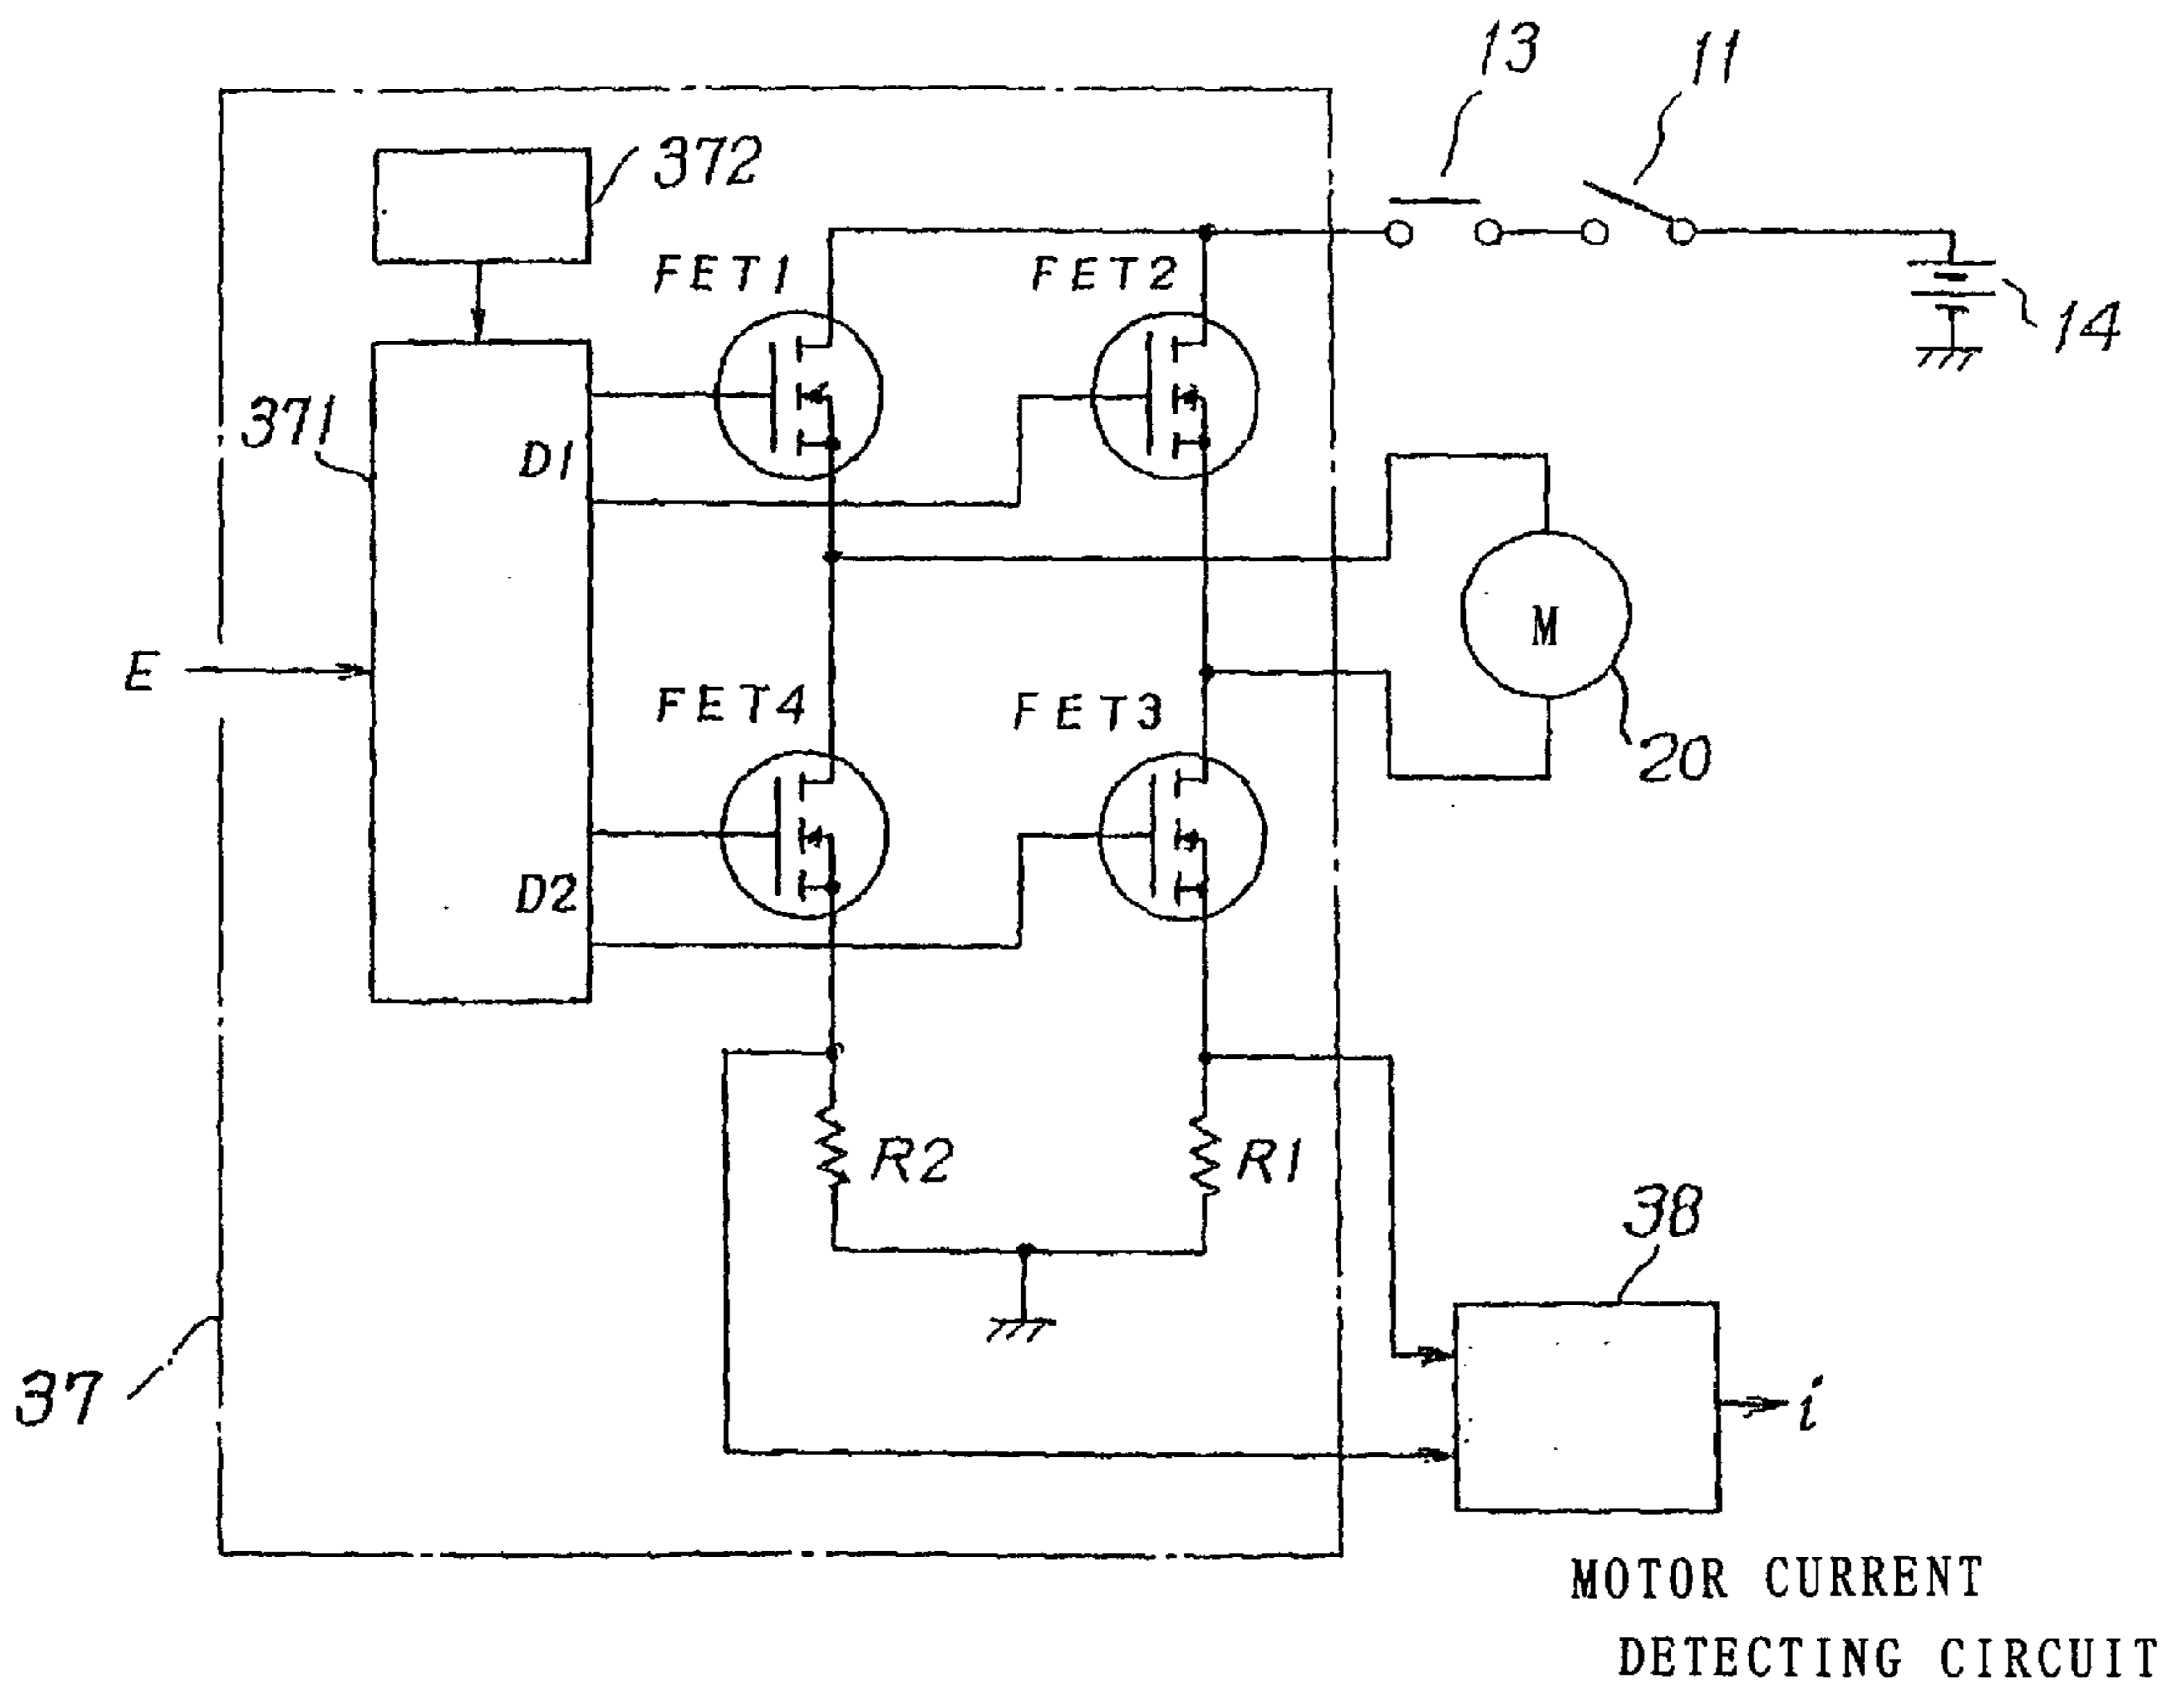 13
11
372
FET1
FET2
14
371
D1
M
E
FET4
FET3
20
D2
R2
R1
38
37
i
MOTOR CURRENT
DETECTING CIRCUIT